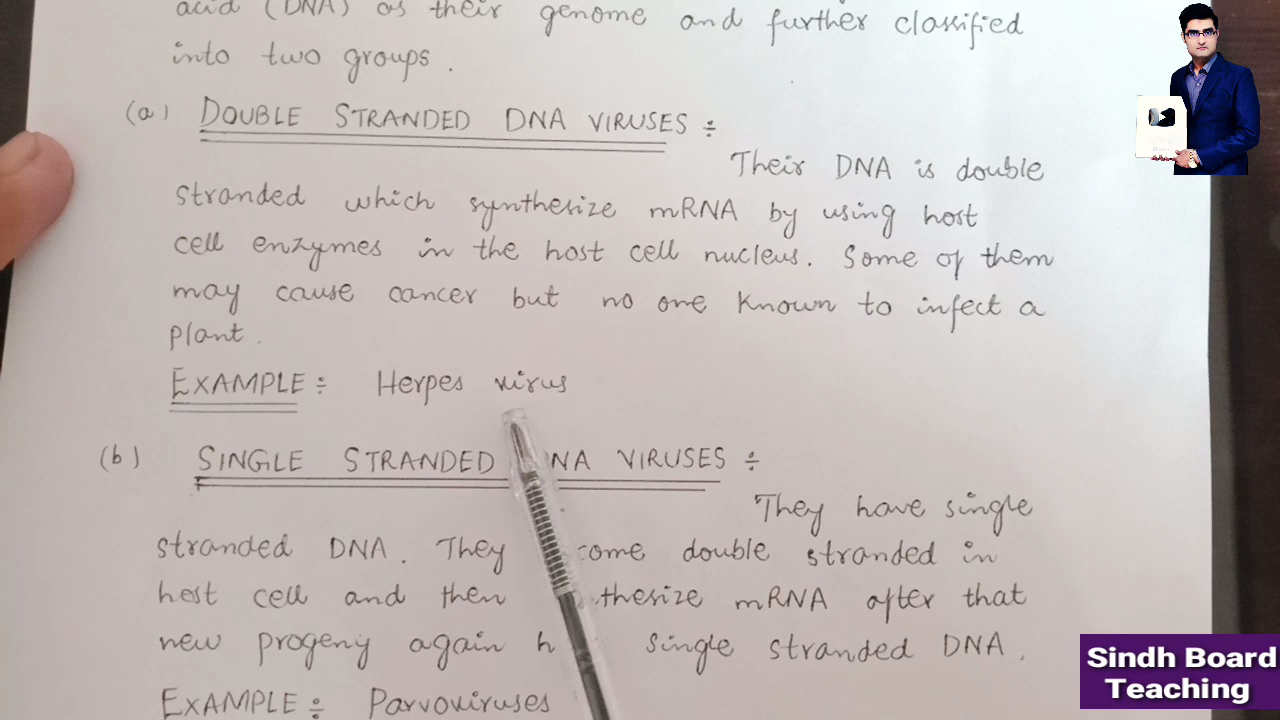 acid (DNA) as their genome and further classified
into two groups.
(a) DOUBLE STRANDED DNA VIRUSES ÷
Their DNA is double
stranded which synthesize mRNA by using host
cell enzymes in the host cell nucleus. Some of them
may cause cancer but no one known to infect a
plant.
EXAMPLE ÷ Herpes virus
(b) SINGLE STRANDED DNA VIRUSES ÷
They have single
stranded DNA. They come double stranded in
host cell and then thesize mRNA after that
new progeny again h single stranded DNA.
EXAMPLE ÷ Parvoviruses
Sindh Board
Teaching